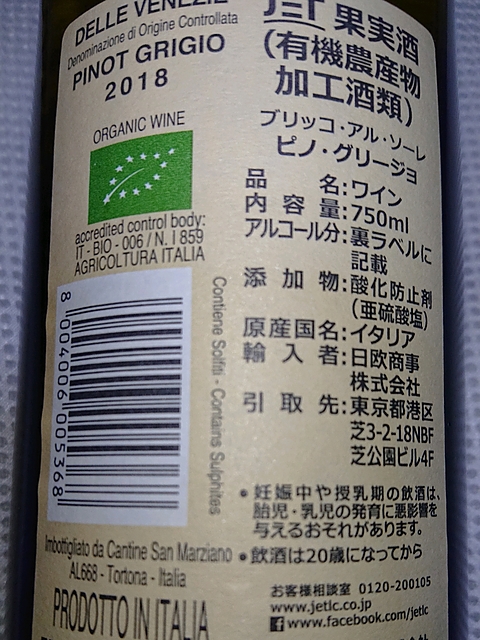 DELLE VENEZIE
Denominazione di Origine Controllata
PINOT GRIGIO
2018
ORGANIC WINE
accredited control body:
IT - BIO - 006 / N. I 859
AGRICOLTURA ITALIA
8 004006 005368
Contiene Solfiti - Contains Sulphites
Imbottigliato da Cantine San Marziano
AL668 - Tortona - Italia
PRODOTTO IN ITALIA
JET 果実酒
(有機農産物
加工酒類)
ブリッコ・アル・ソーレ
ピノ・グリージョ
品名:ワイン
内容量:750ml
アルコール分:裏ラベルに
記載
添加物:酸化防止剤
(亜硫酸塩)
原産国名:イタリア
輸入者:日欧商事
株式会社
引取先:東京都港区
芝3-2-18NBF
芝公園ビル4F
●妊娠中や授乳期の飲酒は、
胎児・乳児の発育に悪影響を
与えるおそれがあります。
●飲酒は20歳になってから
お客様相談室 0120-200105
www.jetlc.co.jp
www.facebook.com/jetlc